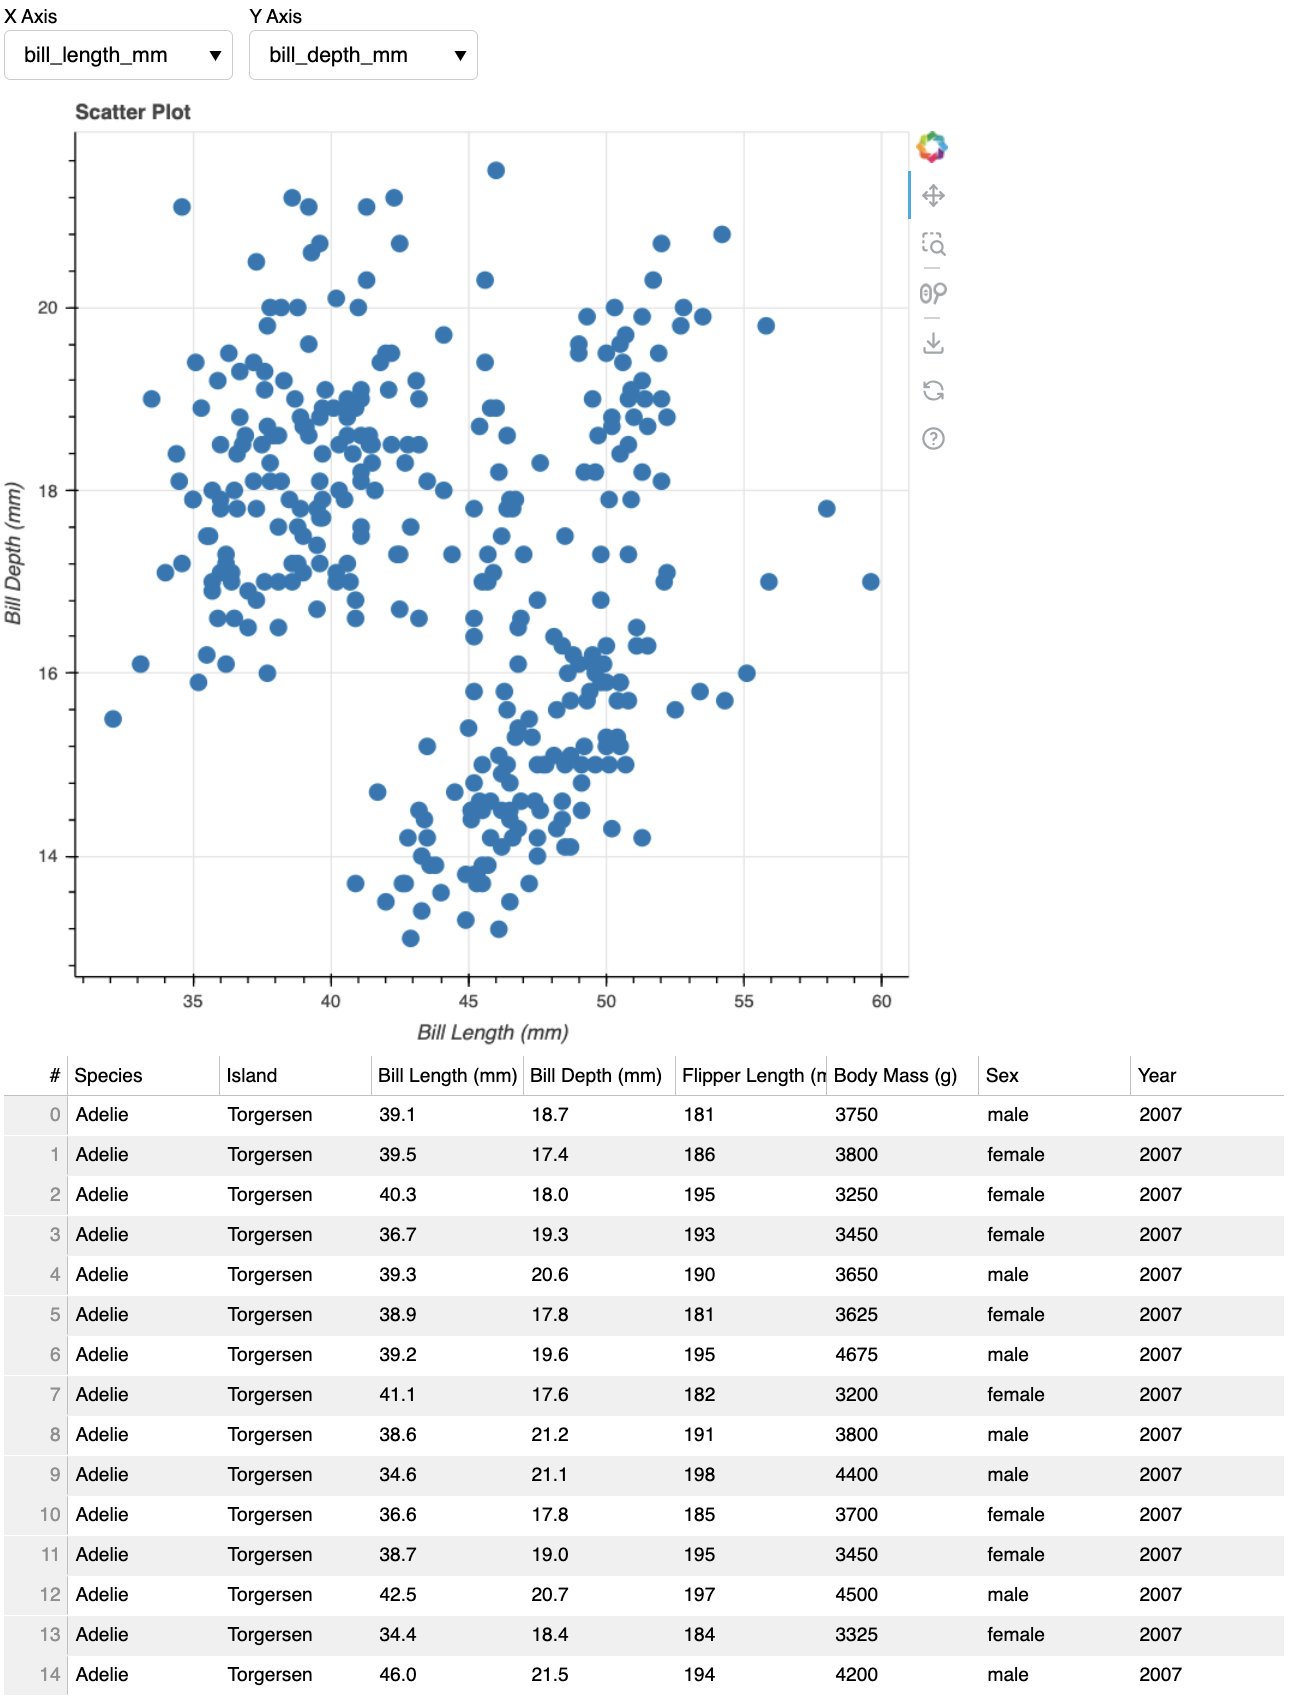 X Axis
Y Axis
bill_length_mm ▼
bill_depth_mm ▼
Scatter Plot
20
18
16
14
Bill Depth (mm)
35 40 45 50 55 60
Bill Length (mm)
# Species Island Bill Length (mm) Bill Depth (mm) Flipper Length (m Body Mass (g) Sex Year
0 Adelie Torgersen 39.1 18.7 181 3750 male 2007
1 Adelie Torgersen 39.5 17.4 186 3800 female 2007
2 Adelie Torgersen 40.3 18.0 195 3250 female 2007
3 Adelie Torgersen 36.7 19.3 193 3450 female 2007
4 Adelie Torgersen 39.3 20.6 190 3650 male 2007
5 Adelie Torgersen 38.9 17.8 181 3625 female 2007
6 Adelie Torgersen 39.2 19.6 195 4675 male 2007
7 Adelie Torgersen 41.1 17.6 182 3200 female 2007
8 Adelie Torgersen 38.6 21.2 191 3800 male 2007
9 Adelie Torgersen 34.6 21.1 198 4400 male 2007
10 Adelie Torgersen 36.6 17.8 185 3700 female 2007
11 Adelie Torgersen 38.7 19.0 195 3450 female 2007
12 Adelie Torgersen 42.5 20.7 197 4500 male 2007
13 Adelie Torgersen 34.4 18.4 184 3325 female 2007
14 Adelie Torgersen 46.0 21.5 194 4200 male 2007